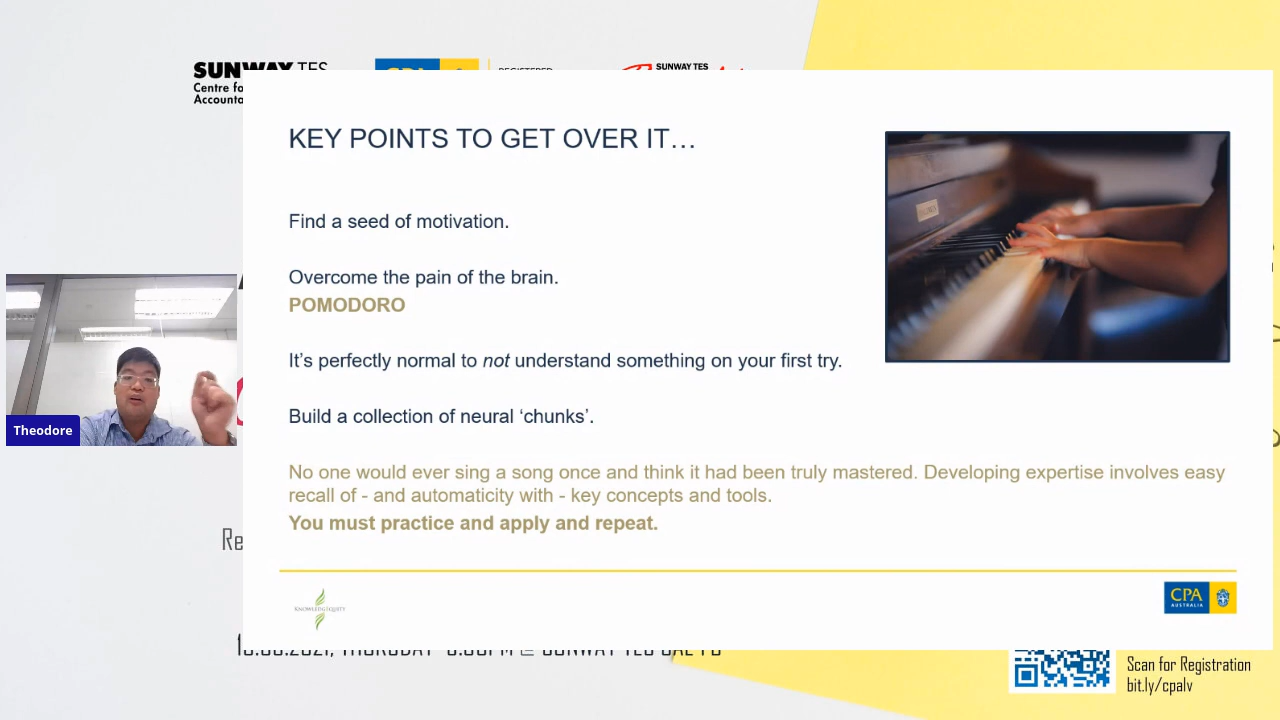 SUNWAY TES
Centre fo
Accounta
CPA
REGISTERED
SUNWAY TES
KEY POINTS TO GET OVER IT…
Find a seed of motivation.
Overcome the pain of the brain.
POMODORO
It’s perfectly normal to not understand something on your first try.
Build a collection of neural ‘chunks’.
No one would ever sing a song once and think it had been truly mastered. Developing expertise involves easy
recall of - and automaticity with - key concepts and tools.
You must practice and apply and repeat.
Theodore
Re
KNOWLEDGEQUITY
CPA
AUSTRALIA
Scan for Registration
bit.ly/cpalv